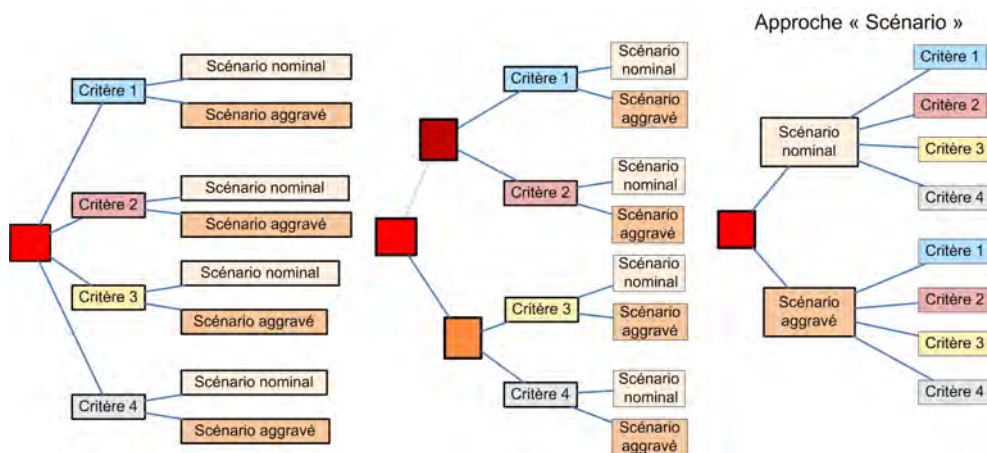 Critère 1
Scénario nominal
Scénario aggravé
Critère 2
Scénario nominal
Scénario aggravé
Critère 3
Scénario nominal
Scénario aggravé
Critère 4
Scénario nominal
Scénario aggravé
Critère 1
Scénario
nominal
Scénario
aggravé
Critère 2
Scénario
nominal
Scénario
aggravé
Critère 3
Scénario
nominal
Scénario
aggravé
Critère 4
Scénario
nominal
Scénario
aggravé
Approche « Scénario »
Scénario
nominal
Critère 1
Critère 2
Critère 3
Critère 4
Scénario
aggravé
Critère 1
Critère 2
Critère 3
Critère 4